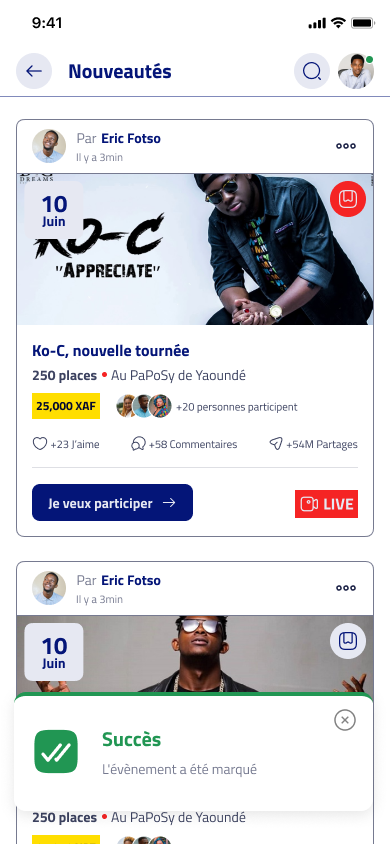 9:41
Nouveautés
Par Eric Fotso
Il y a 3min
DREAMS
10
Juin
KO-C
"APPRECIATE"
Ko-C, nouvelle tournée
250 places • Au PaPoSy de Yaoundé
25,000 XAF +20 personnes participent
+23 J'aime +58 Commentaires +54M Partages
Je veux participer → LIVE
Par Eric Fotso
Il y a 3min
10
Juin
Succès
L'évènement a été marqué
250 places • Au PaPoSy de Yaoundé